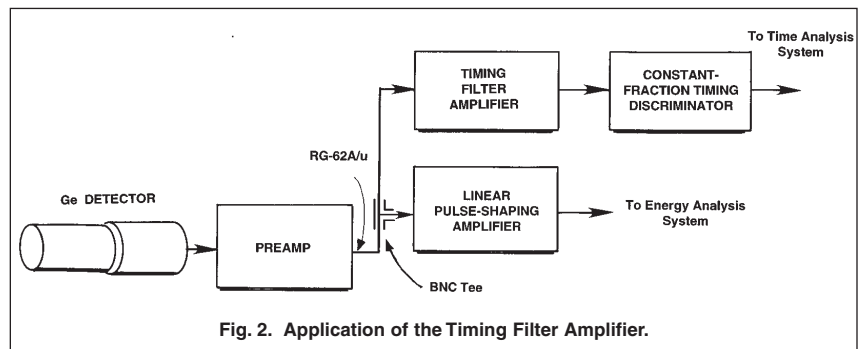 To Time Analysis
System
TIMING
FILTER
AMPLIFIER
CONSTANT-
FRACTION TIMING
DISCRIMINATOR
RG-62A/u
Ge DETECTOR
PREAMP
LINEAR
PULSE-SHAPING
AMPLIFIER
To Energy Analysis
System
BNC Tee
Fig. 2. Application of the Timing Filter Amplifier.